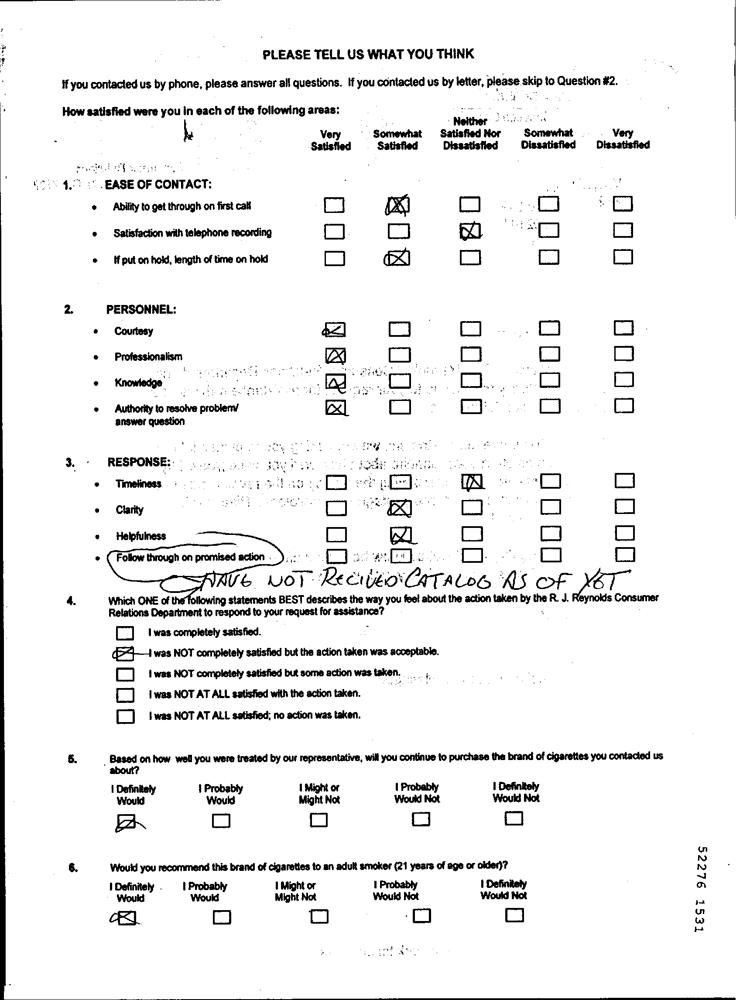 PLEASE TELL US WHAT YOU THINK
If you contacted us by phone, please answer all questions. If you contacted us by letter, please skip to Question #2.
How satisfied were you in each of the following areas:
Very Satisfied Somewhat Satisfied Neither Satisfied Nor Dissatisfied Somewhat Dissatisfied Very Dissatisfied
1. EASE OF CONTACT:
• Ability to get through on first call
• Satisfaction with telephone recording
• If put on hold, length of time on hold
2. PERSONNEL:
• Courtesy
• Professionalism
• Knowledge
• Authority to resolve problem/
answer question
3. RESPONSE:
• Timeliness
• Clarity
• Helpfulness
• Follow through on promised action
HAVE NOT RECIVED CATALOG AS OF YET
4. Which ONE of the following statements BEST describes the way you feel about the action taken by the R. J. Reynolds Consumer
Relations Department to respond to your request for assistance?
I was completely satisfied.
I was NOT completely satisfied but the action taken was acceptable.
I was NOT completely satisfied but some action was taken.
I was NOT AT ALL satisfied with the action taken.
I was NOT AT ALL satisfied; no action was taken.
5. Based on how well you were treated by our representative, will you continue to purchase the brand of cigarettes you contacted us
about?
I Definitely Would I Probably Would I Might or Might Not I Probably Would Not I Definitely Would Not
6. Would you recommend this brand of cigarettes to an adult smoker (21 years of age or older)?
I Definitely Would I Probably Would I Might or Might Not I Probably Would Not I Definitely Would Not
52276 1531